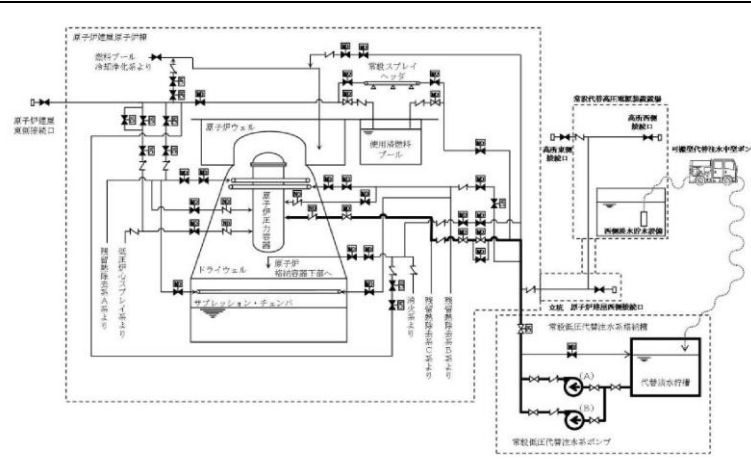 原子炉建屋原子炉棟
燃料プール
冷却浄化系より
常設スプレイ
ヘッダ
原子炉建屋
東側接続口
原子炉ウェル
使用済燃料
プール
常設代替高圧電源装置置場
高所東側
接続口
高所西側
接続口
可搬型代替注水中型ポンプ
西側淡水貯水設備
原子炉圧力容器
ドライウェル
原子炉
格納容器下部へ
サプレッション・チェンバ
残留熱除去系A系より
低圧炉心スプレイ系より
消火系より
残留熱除去系C系より
残留熱除去系B系より
立坑
原子炉建屋西側接続口
常設低圧代替注水系格納槽
(A)
(B)
代替淡水貯槽
常設低圧代替注水系ポンプ